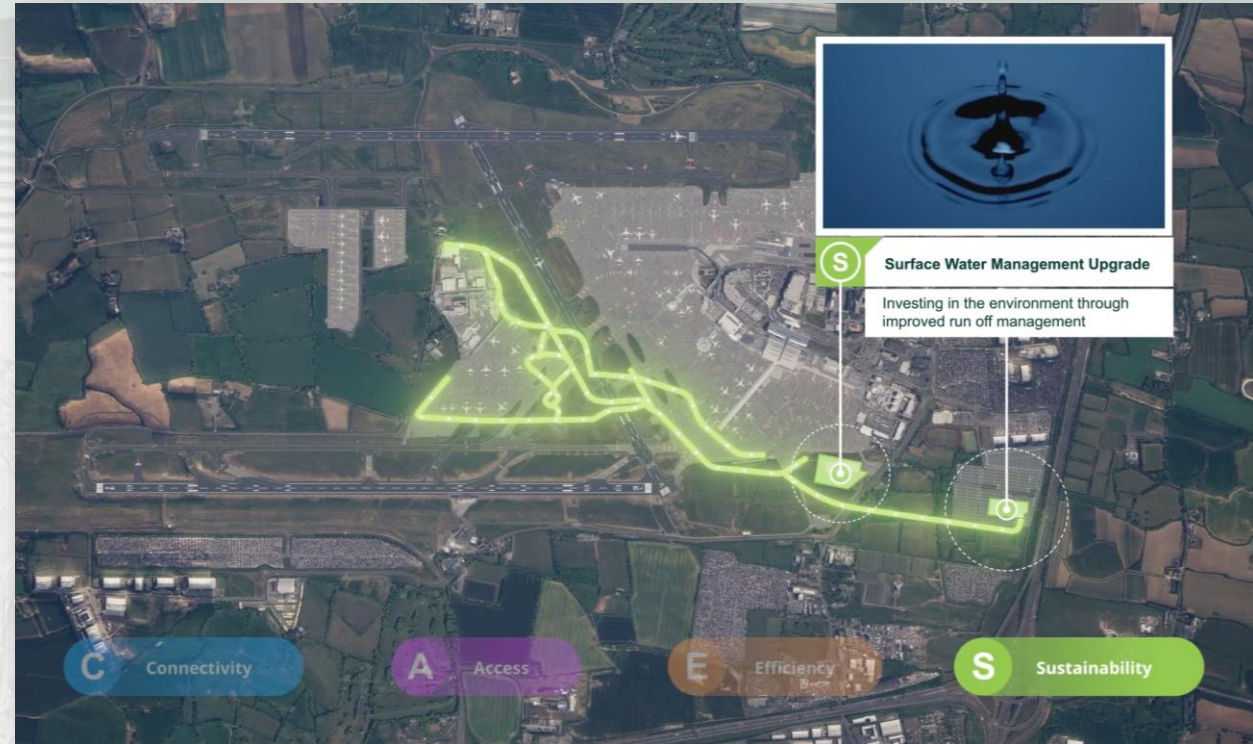 S
Surface Water Management Upgrade
Investing in the environment through
improved run off management
C Connectivity
A Access
E Efficiency
S Sustainability